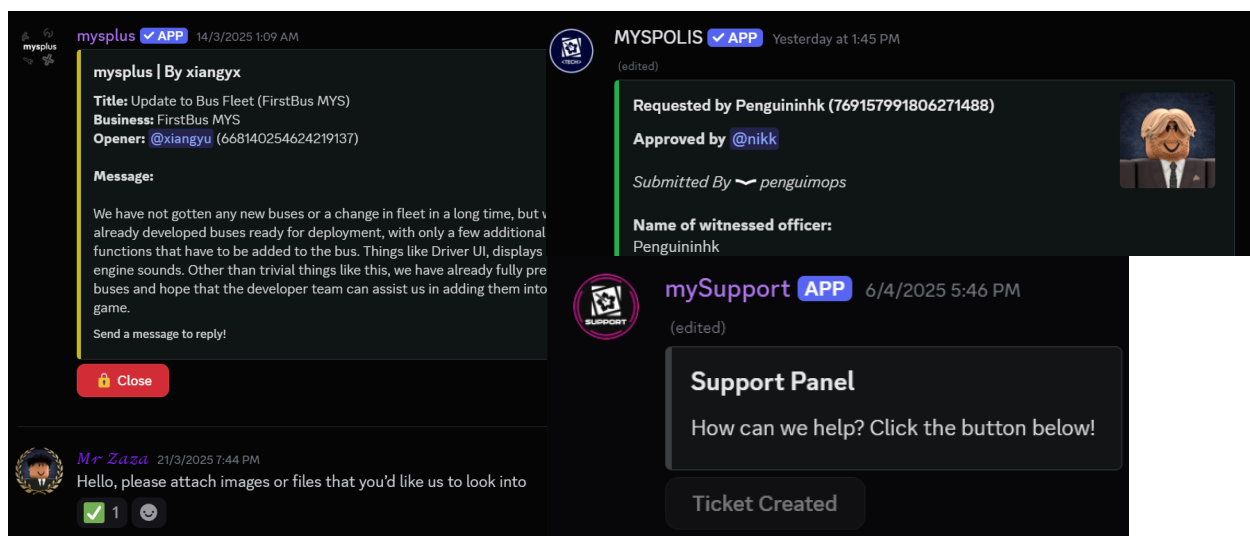 mysplus
mysplus APP 14/3/2025 1:09 AM
mysplus | By xiangyx
Title: Update to Bus Fleet (FirstBus MYS)
Business: FirstBus MYS
Opener: @xiangyu (668140254624219137)
Message:
We have not gotten any new buses or a change in fleet in a long time, but
already developed buses ready for deployment, with only a few additional
functions that have to be added to the bus. Things like Driver UI, displays
engine sounds. Other than trivial things like this, we have already fully pre
buses and hope that the developer team can assist us in adding them into
game.
Send a message to reply!
🔒 Close
Mr Zaza 21/3/2025 7:44 PM
Hello, please attach images or files that you'd like us to look into
✅ 1
<TECH>
MYSPOLIS APP Yesterday at 1:45 PM
(edited)
Requested by Penguininhk (769157991806271488)
Approved by @nikk
Submitted By penguimops
Name of witnessed officer:
Penguininhk
SUPPORT
mySupport APP 6/4/2025 5:46 PM
(edited)
Support Panel
How can we help? Click the button below!
Ticket Created